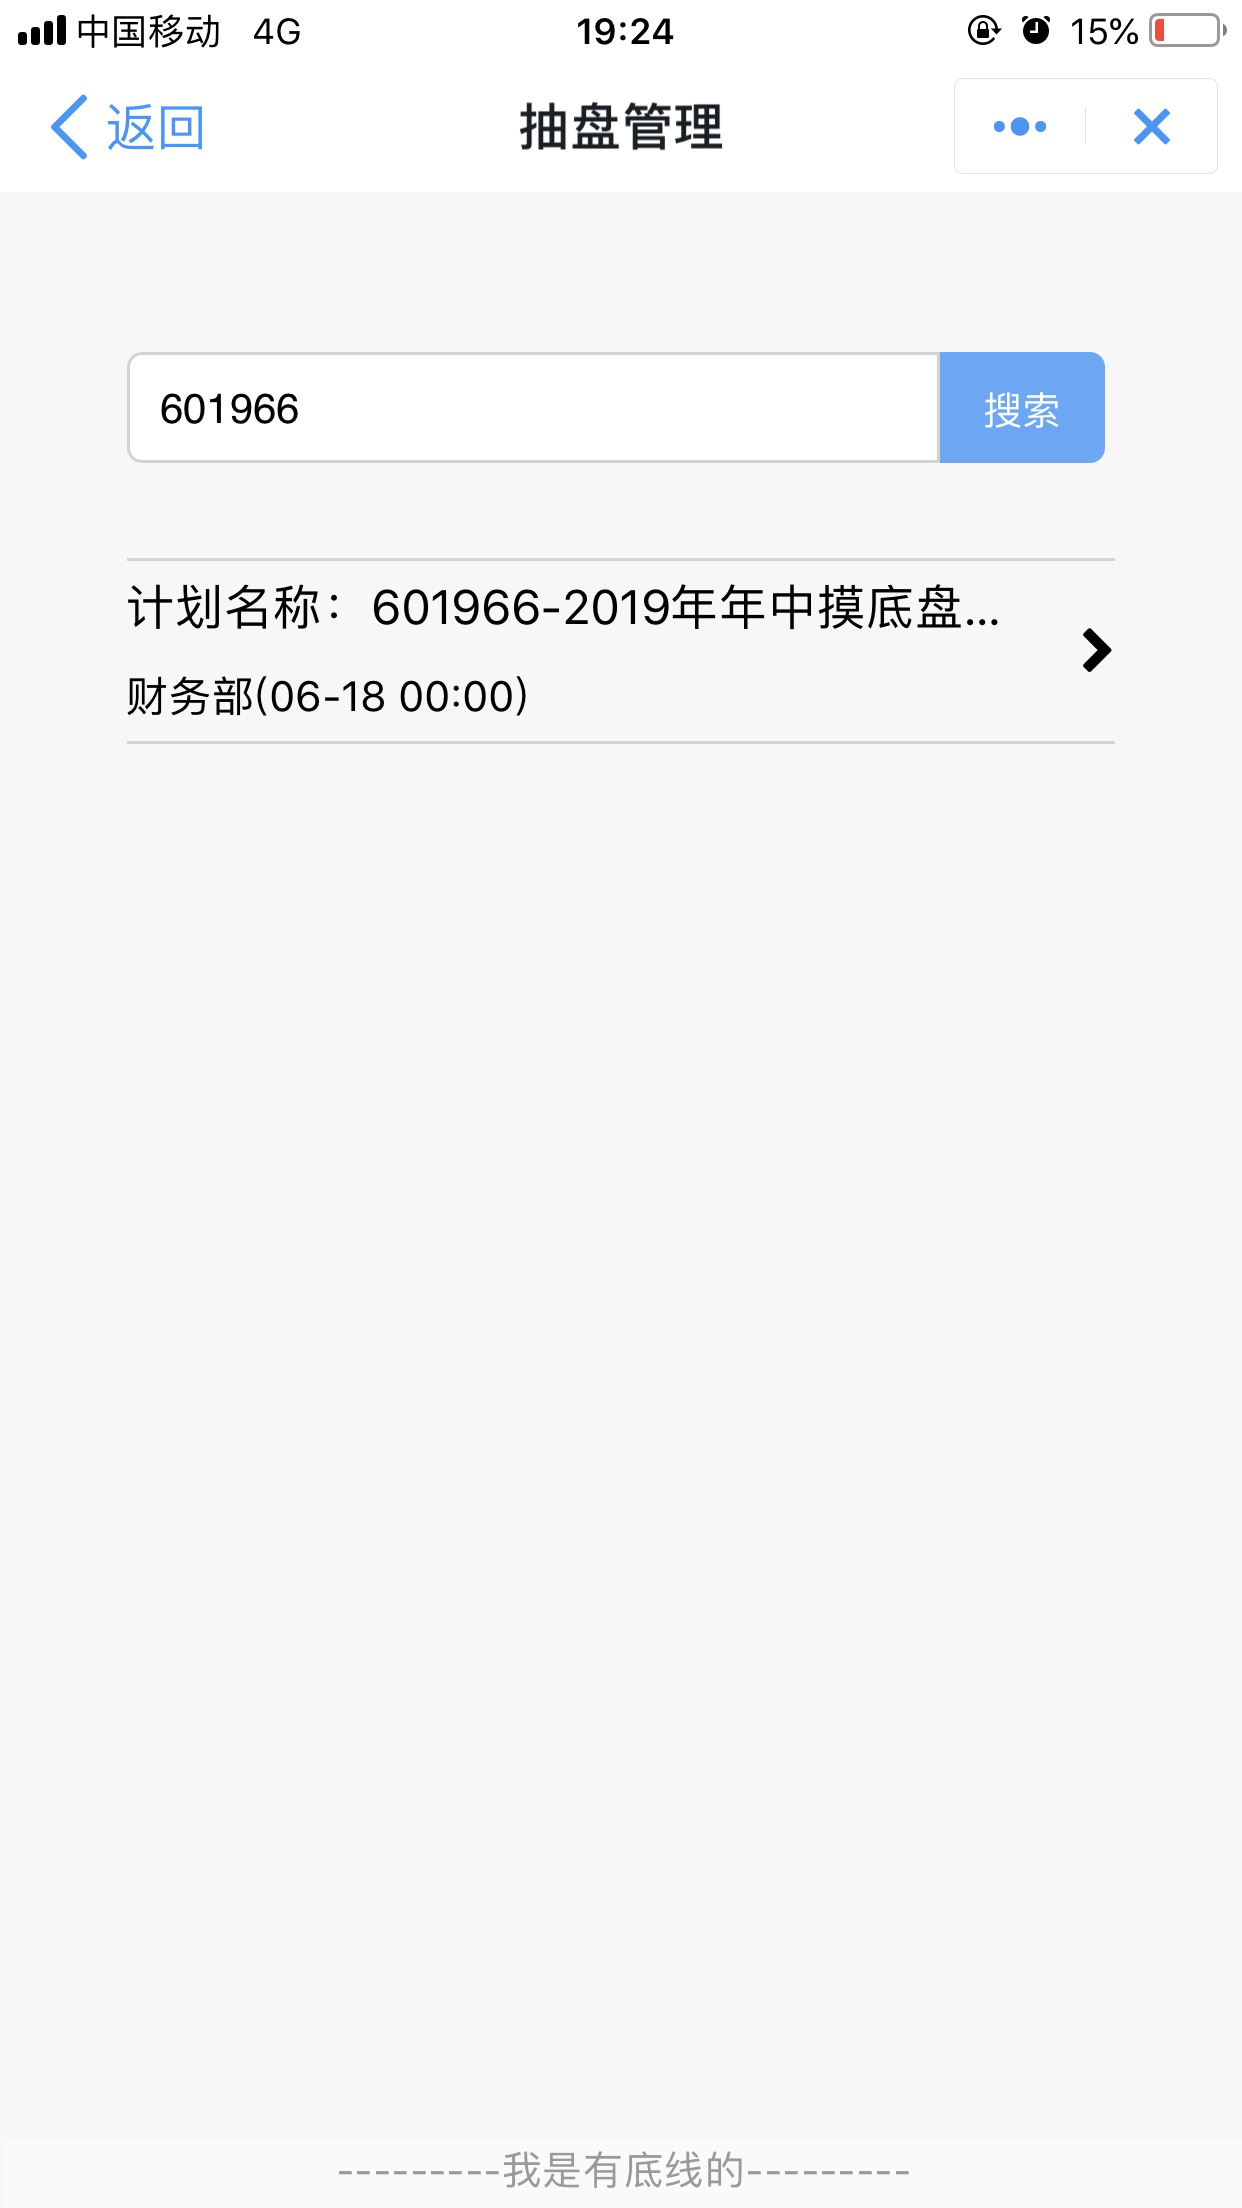 中国移动 4G 19:24 15%
返回 抽盘管理
601966 搜索
计划名称：601966-2019年年中摸底盘...
财务部(06-18 00:00)
---------我是有底线的---------